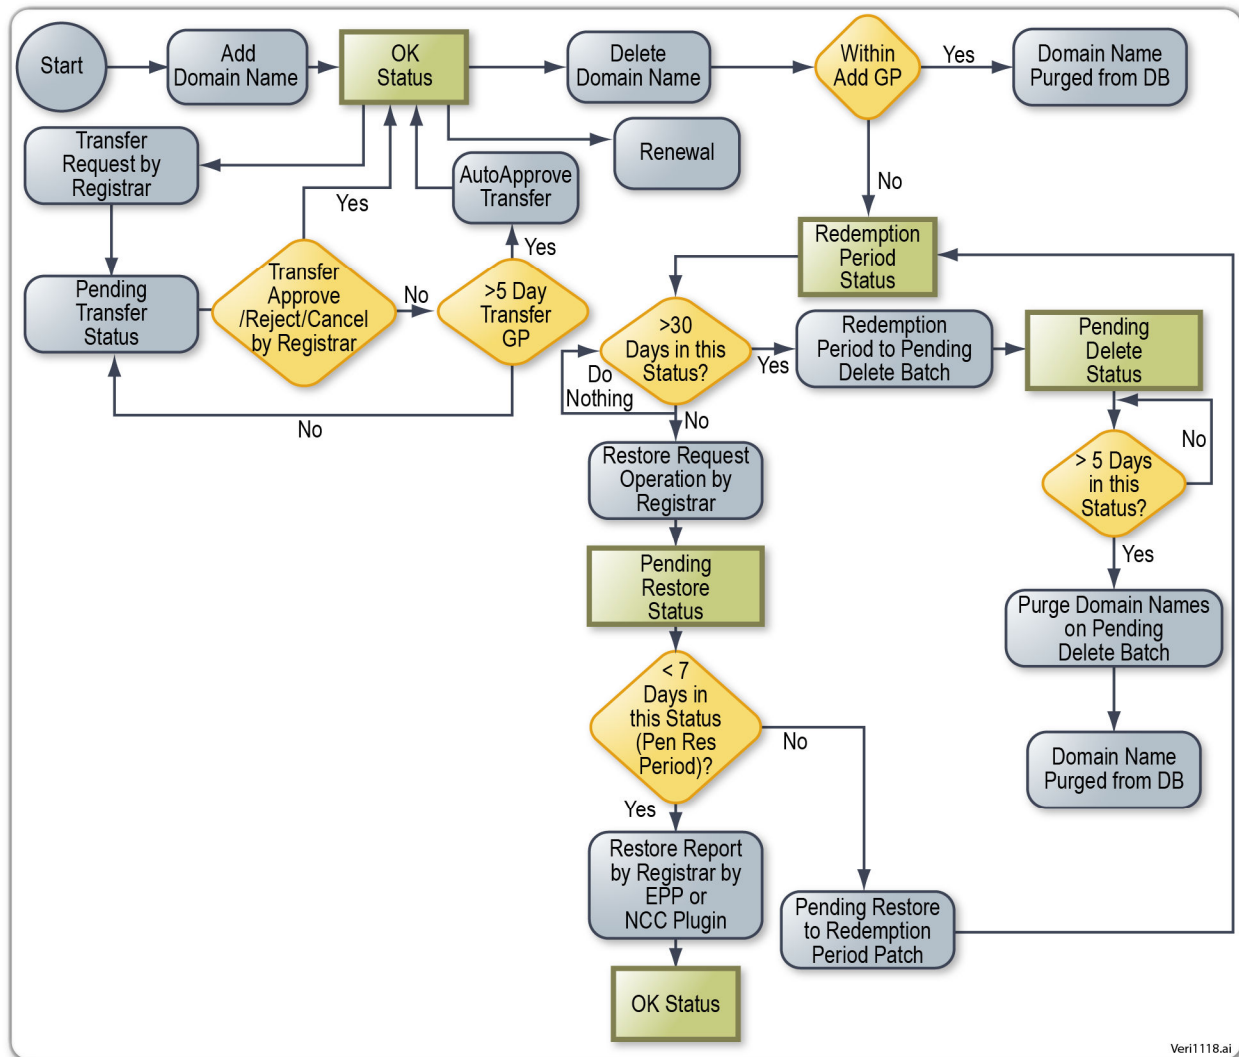 Start
Add
Domain Name
OK
Status
Delete
Domain Name
Within
Add GP
Yes
Domain Name
Purged from DB
Transfer
Request by
Registrar
Renewal
AutoApprove
Transfer
Yes
No
Yes
Redemption
Period
Status
Pending
Transfer
Status
Transfer
Approve
/Reject/Cancel
by Registrar
No
>5 Day
Transfer
GP
No
>30
Days in this
Status?
Yes
Do
Nothing
No
Redemption
Period to Pending
Delete Batch
Pending
Delete
Status
No
> 5 Days
in this
Status?
Yes
Restore Request
Operation by
Registrar
Pending
Restore
Status
Purge Domain Names
on Pending
Delete Batch
< 7
Days in
this Status
(Pen Res
Period)?
No
Yes
Domain Name
Purged from DB
Restore Report
by Registrar by
EPP or
NCC Plugin
Pending Restore
to Redemption
Period Patch
OK Status
Veri1118.ai